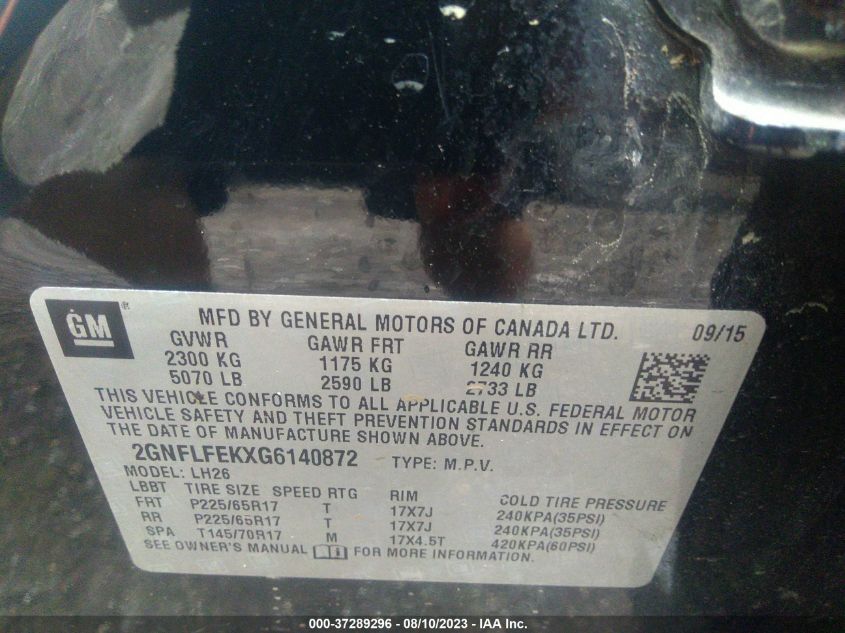 GM ®
MFD BY GENERAL MOTORS OF CANADA LTD. 09/15
GVWR GAWR FRT GAWR RR
2300 KG 1175 KG 1240 KG
5070 LB 2590 LB 2733 LB
THIS VEHICLE CONFORMS TO ALL APPLICABLE U.S. FEDERAL MOTOR
VEHICLE SAFETY AND THEFT PREVENTION STANDARDS IN EFFECT ON
THE DATE OF MANUFACTURE SHOWN ABOVE.
2GNFLFEKXG6140872 TYPE: M.P.V.
MODEL: LH26
LBBT TIRE SIZE SPEED RTG RIM COLD TIRE PRESSURE
FRT P225/65R17 T 17X7J 240KPA(35PSI)
RR P225/65R17 T 17X7J 240KPA(35PSI)
SPA T145/70R17 M 17X4.5T 420KPA(60PSI)
SEE OWNER'S MANUAL FOR MORE INFORMATION.
000-37289296 - 08/10/2023 - IAA Inc.